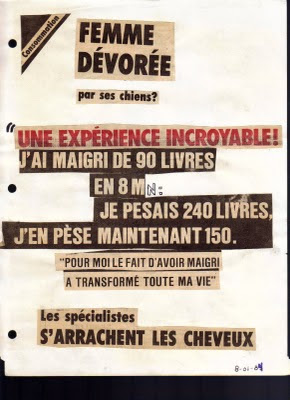 Consommation
FEMME
DÉVORÉE
par ses chiens?
"UNE EXPÉRIENCE INCROYABLE!
J'AI MAIGRI DE 90 LIVRES
EN 8 MN:
JE PESAIS 240 LIVRES,
J'EN PÈSE MAINTENANT 150.
"POUR MOI LE FAIT D'AVOIR MAIGRI
A TRANSFORMÉ TOUTE MA VIE"
Les spécialistes
S'ARRACHENT LES CHEVEUX